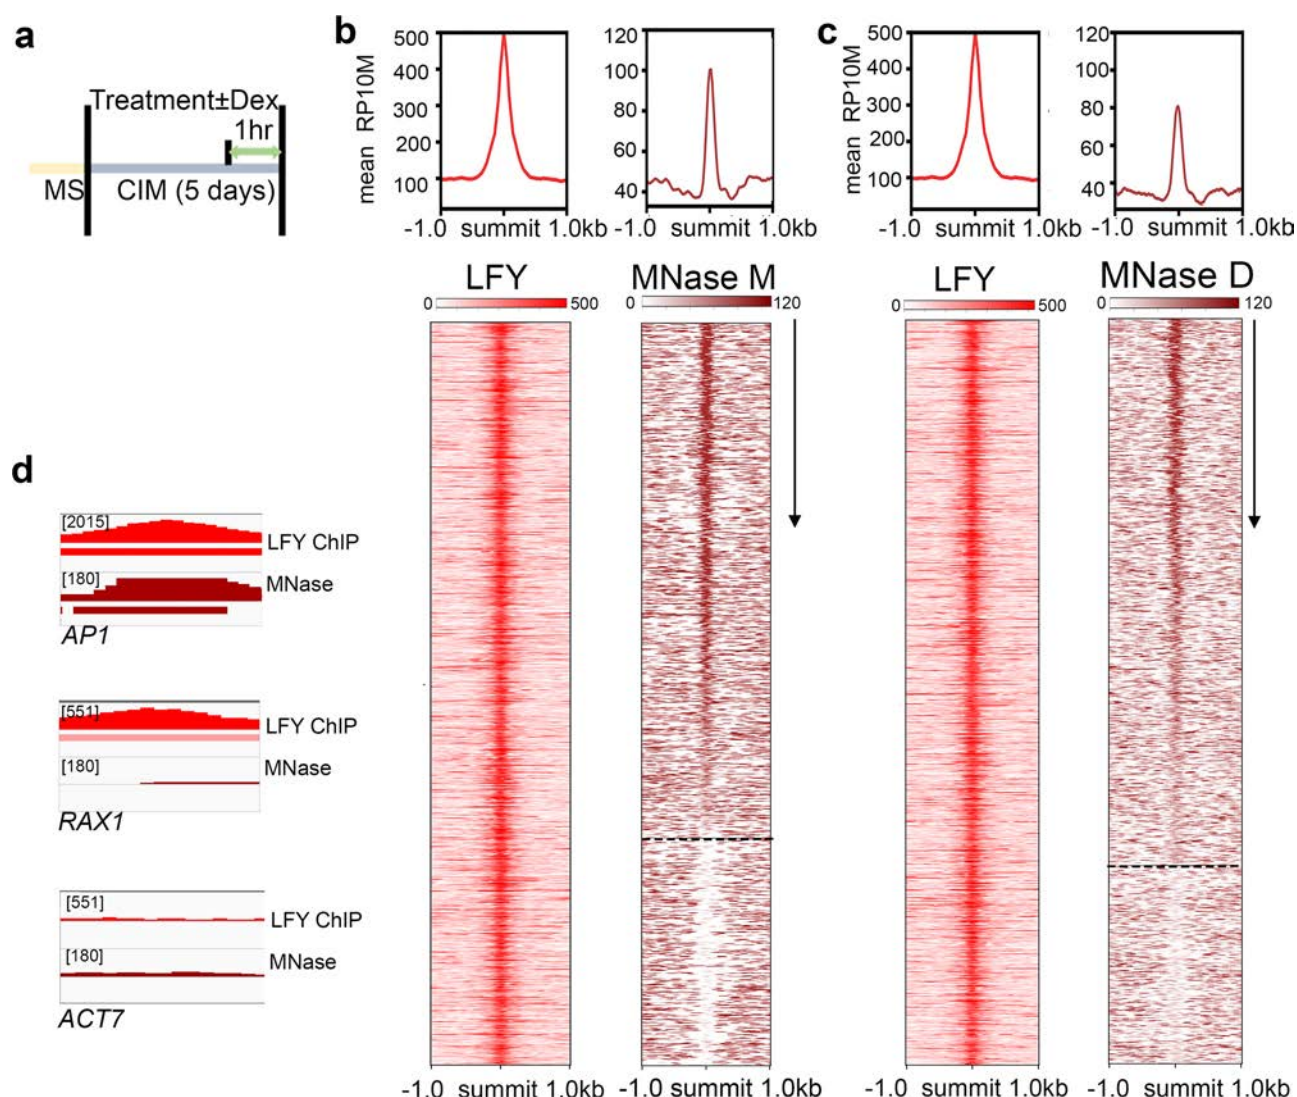 a
Treatment±Dex
1hr
MS
CIM (5 days)
b
mean RP10M
500
400
300
200
100
-1.0 summit 1.0kb
120
100
80
60
40
-1.0 summit 1.0kb
LFY
0 500
MNase M
0 120
-1.0 summit 1.0kb
-1.0 summit 1.0kb
c
mean RP10M
500
400
300
200
100
-1.0 summit 1.0kb
120
100
80
60
40
-1.0 summit 1.0kb
LFY
0 500
MNase D
0 120
-1.0 summit 1.0kb
-1.0 summit 1.0kb
d
[2015]
LFY ChIP
[180]
MNase
AP1
[551]
LFY ChIP
[180]
MNase
RAX1
[551]
LFY ChIP
[180]
MNase
ACT7